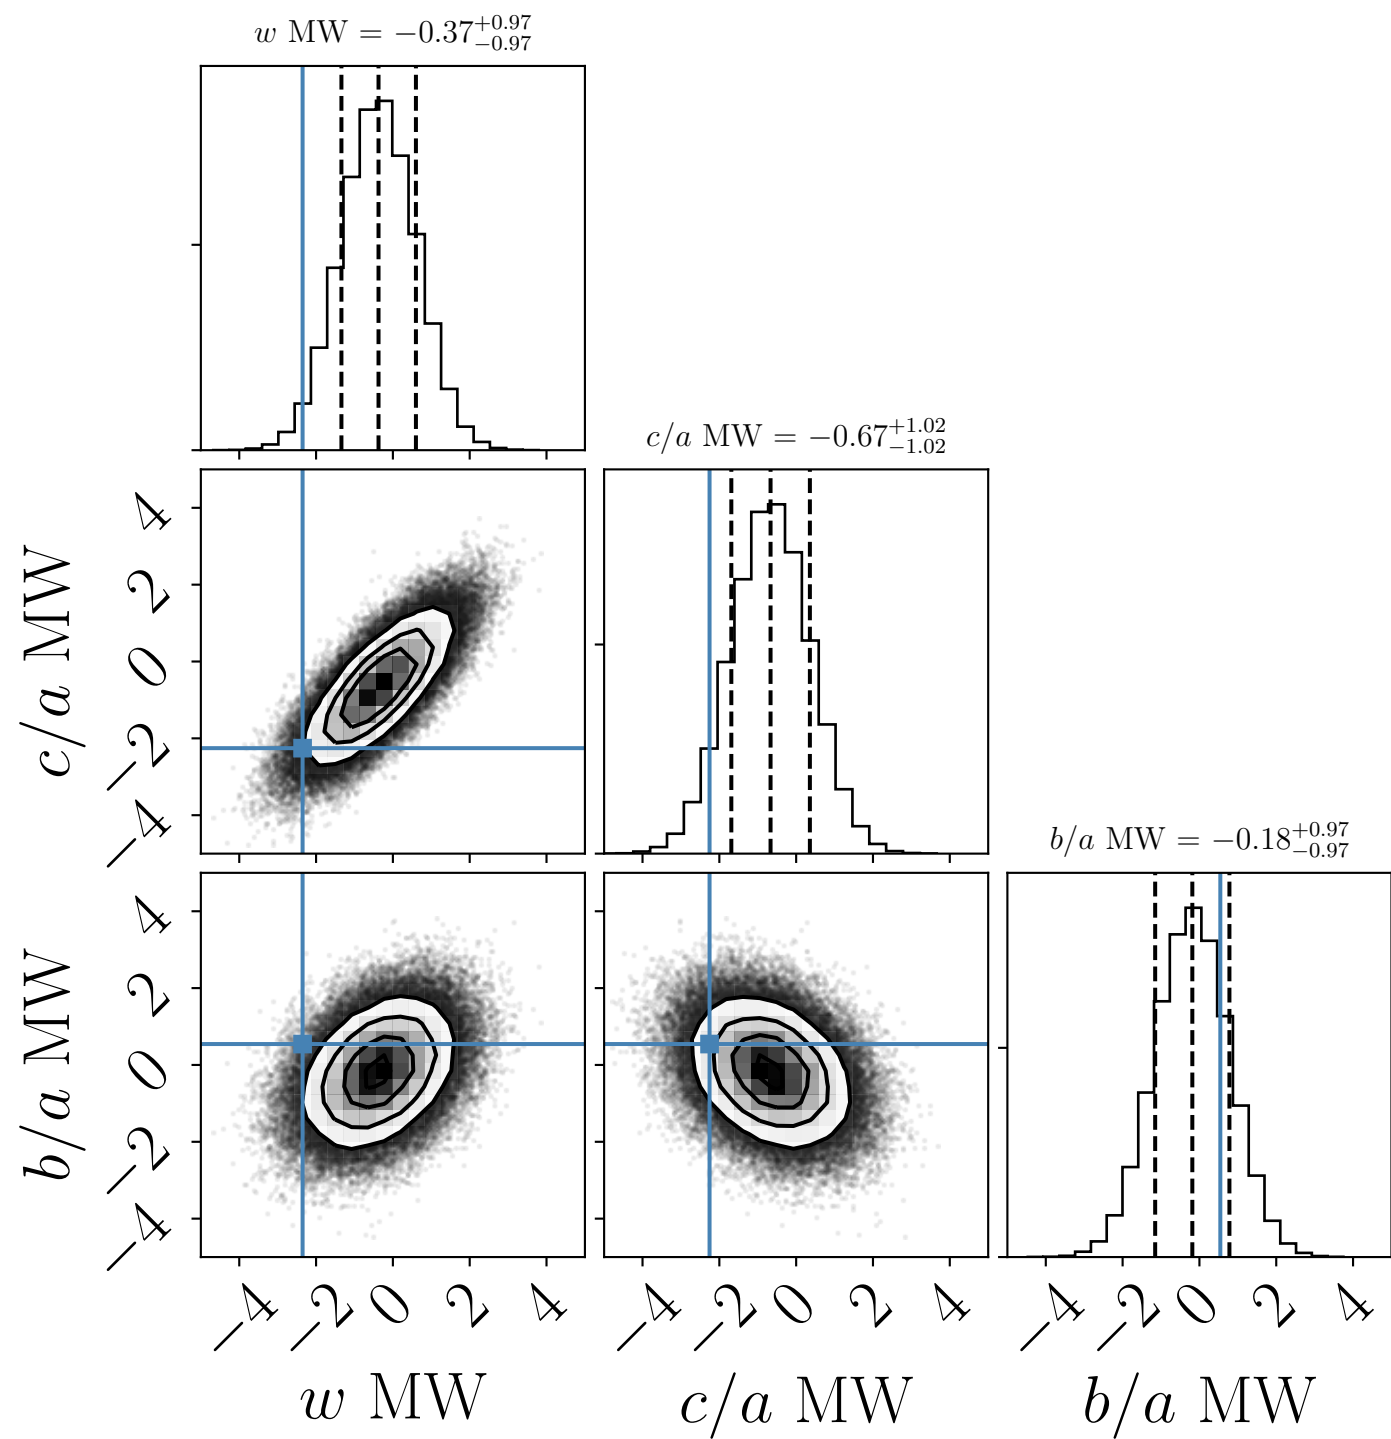 w MW = −0.37+0.97−0.97
c/a MW = −0.67+1.02−1.02
c/a MW
4
2
0
−2
−4
b/a MW = −0.18+0.97−0.97
b/a MW
4
2
0
−2
−4
−4 −2 0 2 4 −4 −2 0 2 4 −4 −2 0 2 4
w MW c/a MW b/a MW